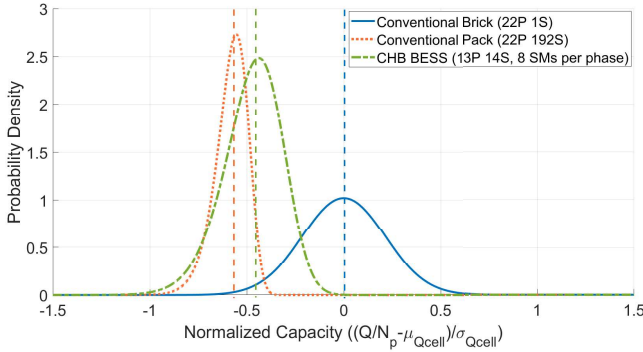 3
2.5
2
1.5
1
0.5
0
Probability Density
Conventional Brick (22P 1S)
Conventional Pack (22P 192S)
CHB BESS (13P 14S, 8 SMs per phase)
-1.5 -1 -0.5 0 0.5 1 1.5
Normalized Capacity ((Q/Np-μQcell)/σQcell)